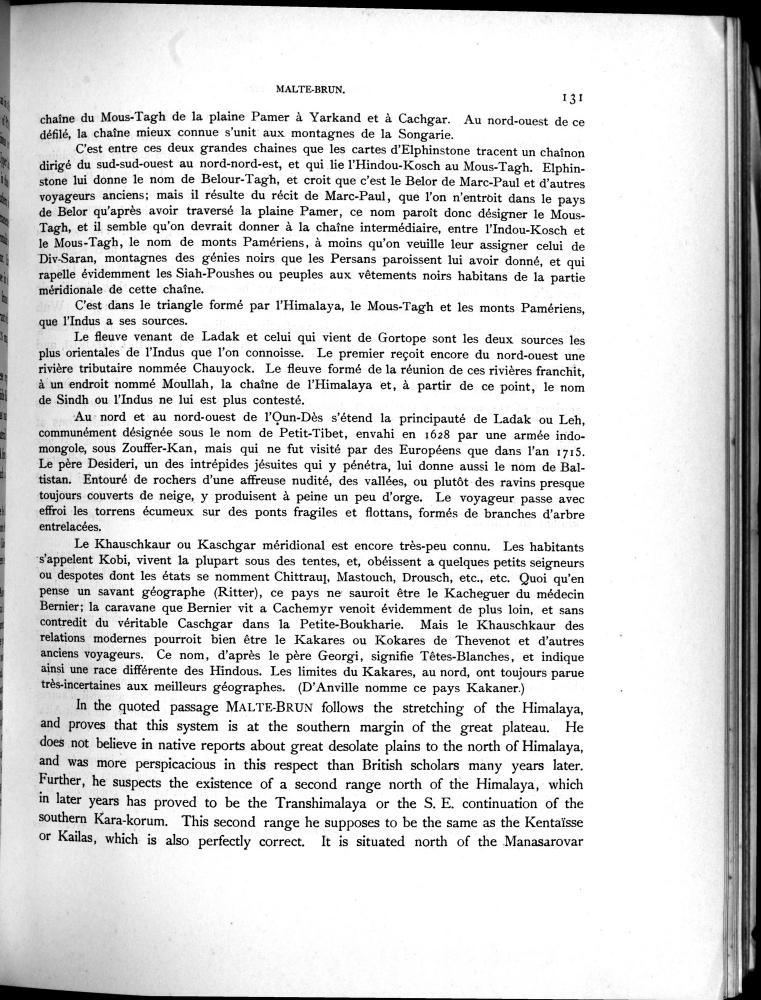 MALTE-BRUN.
131
chaîne du Mous-Tagh de la plaine Pamer à Yarkand et à Cachgar. Au nord-ouest de ce
défilé, la chaîne mieux connue s'unit aux montagnes de la Songarie.
C'est entre ces deux grandes chaines que les cartes d'Elphinstone tracent un chaînon
dirigé du sud-sud-ouest au nord-nord-est, et qui lie l'Hindou-Kosch au Mous-Tagh. Elphin-
stone lui donne le nom de Belour-Tagh, et croit que c'est le Belor de Marc-Paul et d'autres
voyageurs anciens; mais il résulte du récit de Marc-Paul, que l'on n'entroit dans le pays
de Belor qu'après avoir traversé la plaine Pamer, ce nom paroît donc désigner le Mous-
Tagh, et il semble qu'on devrait donner à la chaîne intermédiaire, entre l'Indou-Kosch et
le Mous-Tagh, le nom de monts Pamériens, à moins qu'on veuille leur assigner celui de
Div-Saran, montagnes des génies noirs que les Persans paroissent lui avoir donné, et qui
rapelle évidemment les Siah-Poushes ou peuples aux vêtements noirs habitans de la partie
méridionale de cette chaîne.
C'est dans le triangle formé par l'Himalaya, le Mous-Tagh et les monts Pamériens,
que l'Indus a ses sources.
Le fleuve venant de Ladak et celui qui vient de Gortope sont les deux sources les
plus orientales de l'Indus que l'on connoisse. Le premier reçoit encore du nord-ouest une
rivière tributaire nommée Chauyock. Le fleuve formé de la réunion de ces rivières franchit,
à un endroit nommé Moullah, la chaîne de l'Himalaya et, à partir de ce point, le nom
de Sindh ou l'Indus ne lui est plus contesté.
Au nord et au nord-ouest de l'Oun-Dès s'étend la principauté de Ladak ou Leh,
communément désignée sous le nom de Petit-Tibet, envahi en 1628 par une armée indo-
mongole, sous Zouffer-Kan, mais qui ne fut visité par des Européens que dans l'an 1715.
Le père Desideri, un des intrépides jésuites qui y pénétra, lui donne aussi le nom de Bal-
tistan. Entouré de rochers d'une affreuse nudité, des vallées, ou plutôt des ravins presque
toujours couverts de neige, y produisent à peine un peu d'orge. Le voyageur passe avec
effroi les torrens écumeux sur des ponts fragiles et flottans, formés de branches d'arbre
entrelacées.
Le Khauschkaur ou Kaschgar méridional est encore très-peu connu. Les habitants
s'appelent Kobi, vivent la plupart sous des tentes, et, obéissent a quelques petits seigneurs
ou despotes dont les états se nomment Chittraul, Mastouch, Drousch, etc., etc. Quoi qu'en
pense un savant géographe (Ritter), ce pays ne sauroit être le Kacheguer du médecin
Bernier; la caravane que Bernier vit a Cachemyr venoit évidemment de plus loin, et sans
contredit du véritable Caschgar dans la Petite-Boukharie. Mais le Khauschkaur des
relations modernes pourroit bien être le Kakares ou Kokares de Thevenot et d'autres
anciens voyageurs. Ce nom, d'après le père Georgi, signifie Têtes-Blanches, et indique
ainsi une race différente des Hindous. Les limites du Kakares, au nord, ont toujours parue
très-incertaines aux meilleurs géographes. (D'Anville nomme ce pays Kakaner.)
In the quoted passage MALTE-BRUN follows the stretching of the Himalaya,
and proves that this system is at the southern margin of the great plateau. He
does not believe in native reports about great desolate plains to the north of Himalaya,
and was more perspicacious in this respect than British scholars many years later.
Further, he suspects the existence of a second range north of the Himalaya, which
in later years has proved to be the Transhimalaya or the S. E. continuation of the
southern Kara-korum. This second range he supposes to be the same as the Kentaïsse
or Kailas, which is also perfectly correct. It is situated north of the Manasarovar